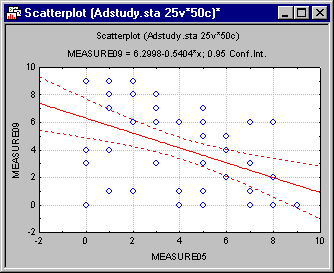 Scatterplot (Adstudy.sta 25v*50c)*
Scatterplot (Adstudy.sta 25v*50c)
MEASURE09 = 6.2998-0.5404*x; 0.95 Conf.Int.
MEASURE09
10
8
6
4
2
0
-2
-2 0 2 4 6 8 10
MEASURE05